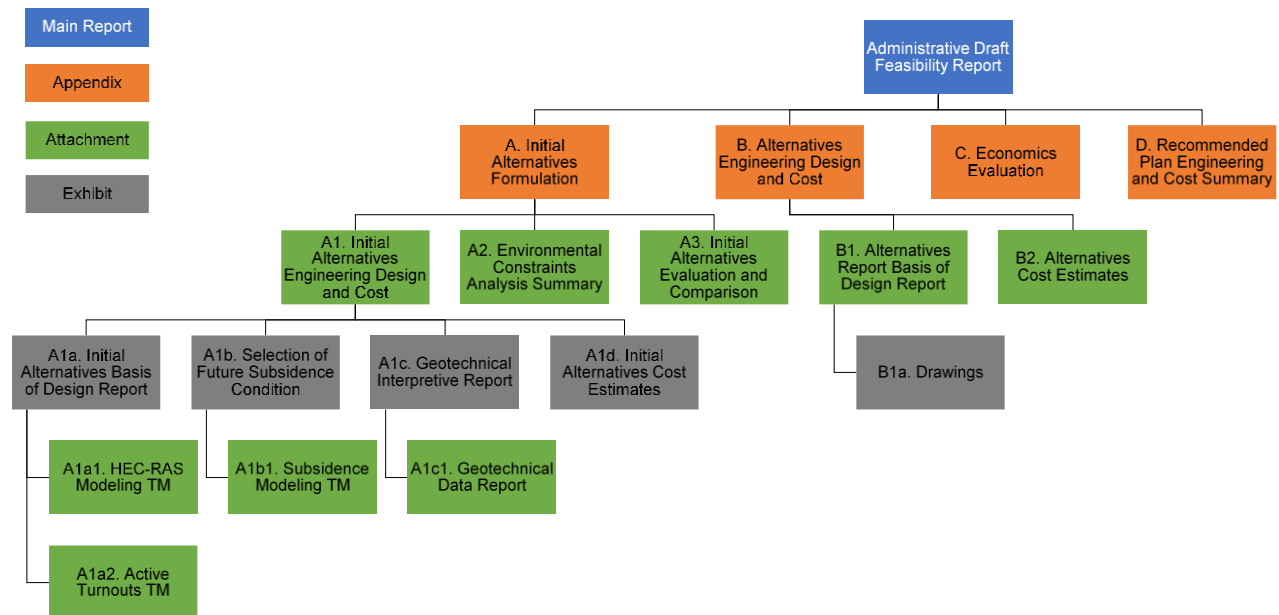 Main Report
Appendix
Attachment
Exhibit
Administrative Draft
Feasibility Report
A. Initial
Alternatives
Formulation
B. Alternatives
Engineering Design
and Cost
C. Economics
Evaluation
D. Recommended
Plan Engineering
and Cost Summary
A1. Initial
Alternatives
Engineering Design
and Cost
A2. Environmental
Constraints
Analysis Summary
A3. Initial
Alternatives
Evaluation and
Comparison
B1. Alternatives
Report Basis of
Design Report
B2. Alternatives
Cost Estimates
A1a. Initial
Alternatives Basis
of Design Report
A1b. Selection of
Future Subsidence
Condition
A1c. Geotechnical
Interpretive Report
A1d. Initial
Alternatives Cost
Estimates
B1a. Drawings
A1a1. HEC-RAS
Modeling TM
A1b1. Subsidence
Modeling TM
A1c1. Geotechnical
Data Report
A1a2. Active
Turnouts TM